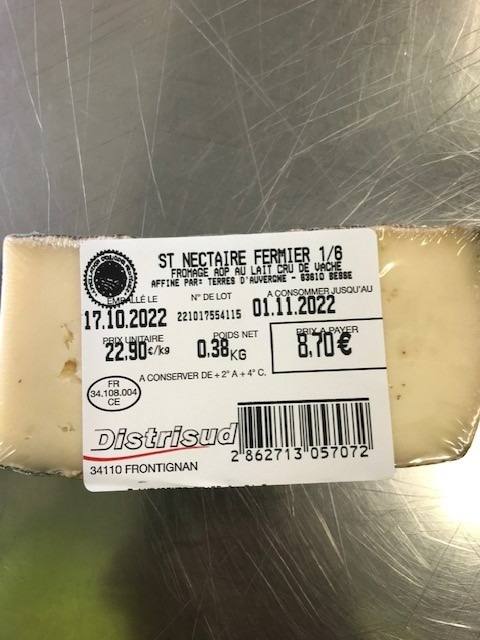 ST NECTAIRE FERMIER 1/6
FROMAGE AOP AU LAIT CRU DE VACHE
AFFINE PAR: TERRES D'AUVERGNE - 63610 BESSE
EMBALLÉ LE
N° DE LOT
A CONSOMMER JUSQU'AU
17.10.2022
221017554115
01.11.2022
PRIX UNITAIRE
POIDS NET
PRIX A PAYER
22,90€/kg
0,38KG
8,70€
A CONSERVER DE + 2° A + 4° C.
FR
34.108.004
CE
Distrisud
34110 FRONTIGNAN
2 862713 057072